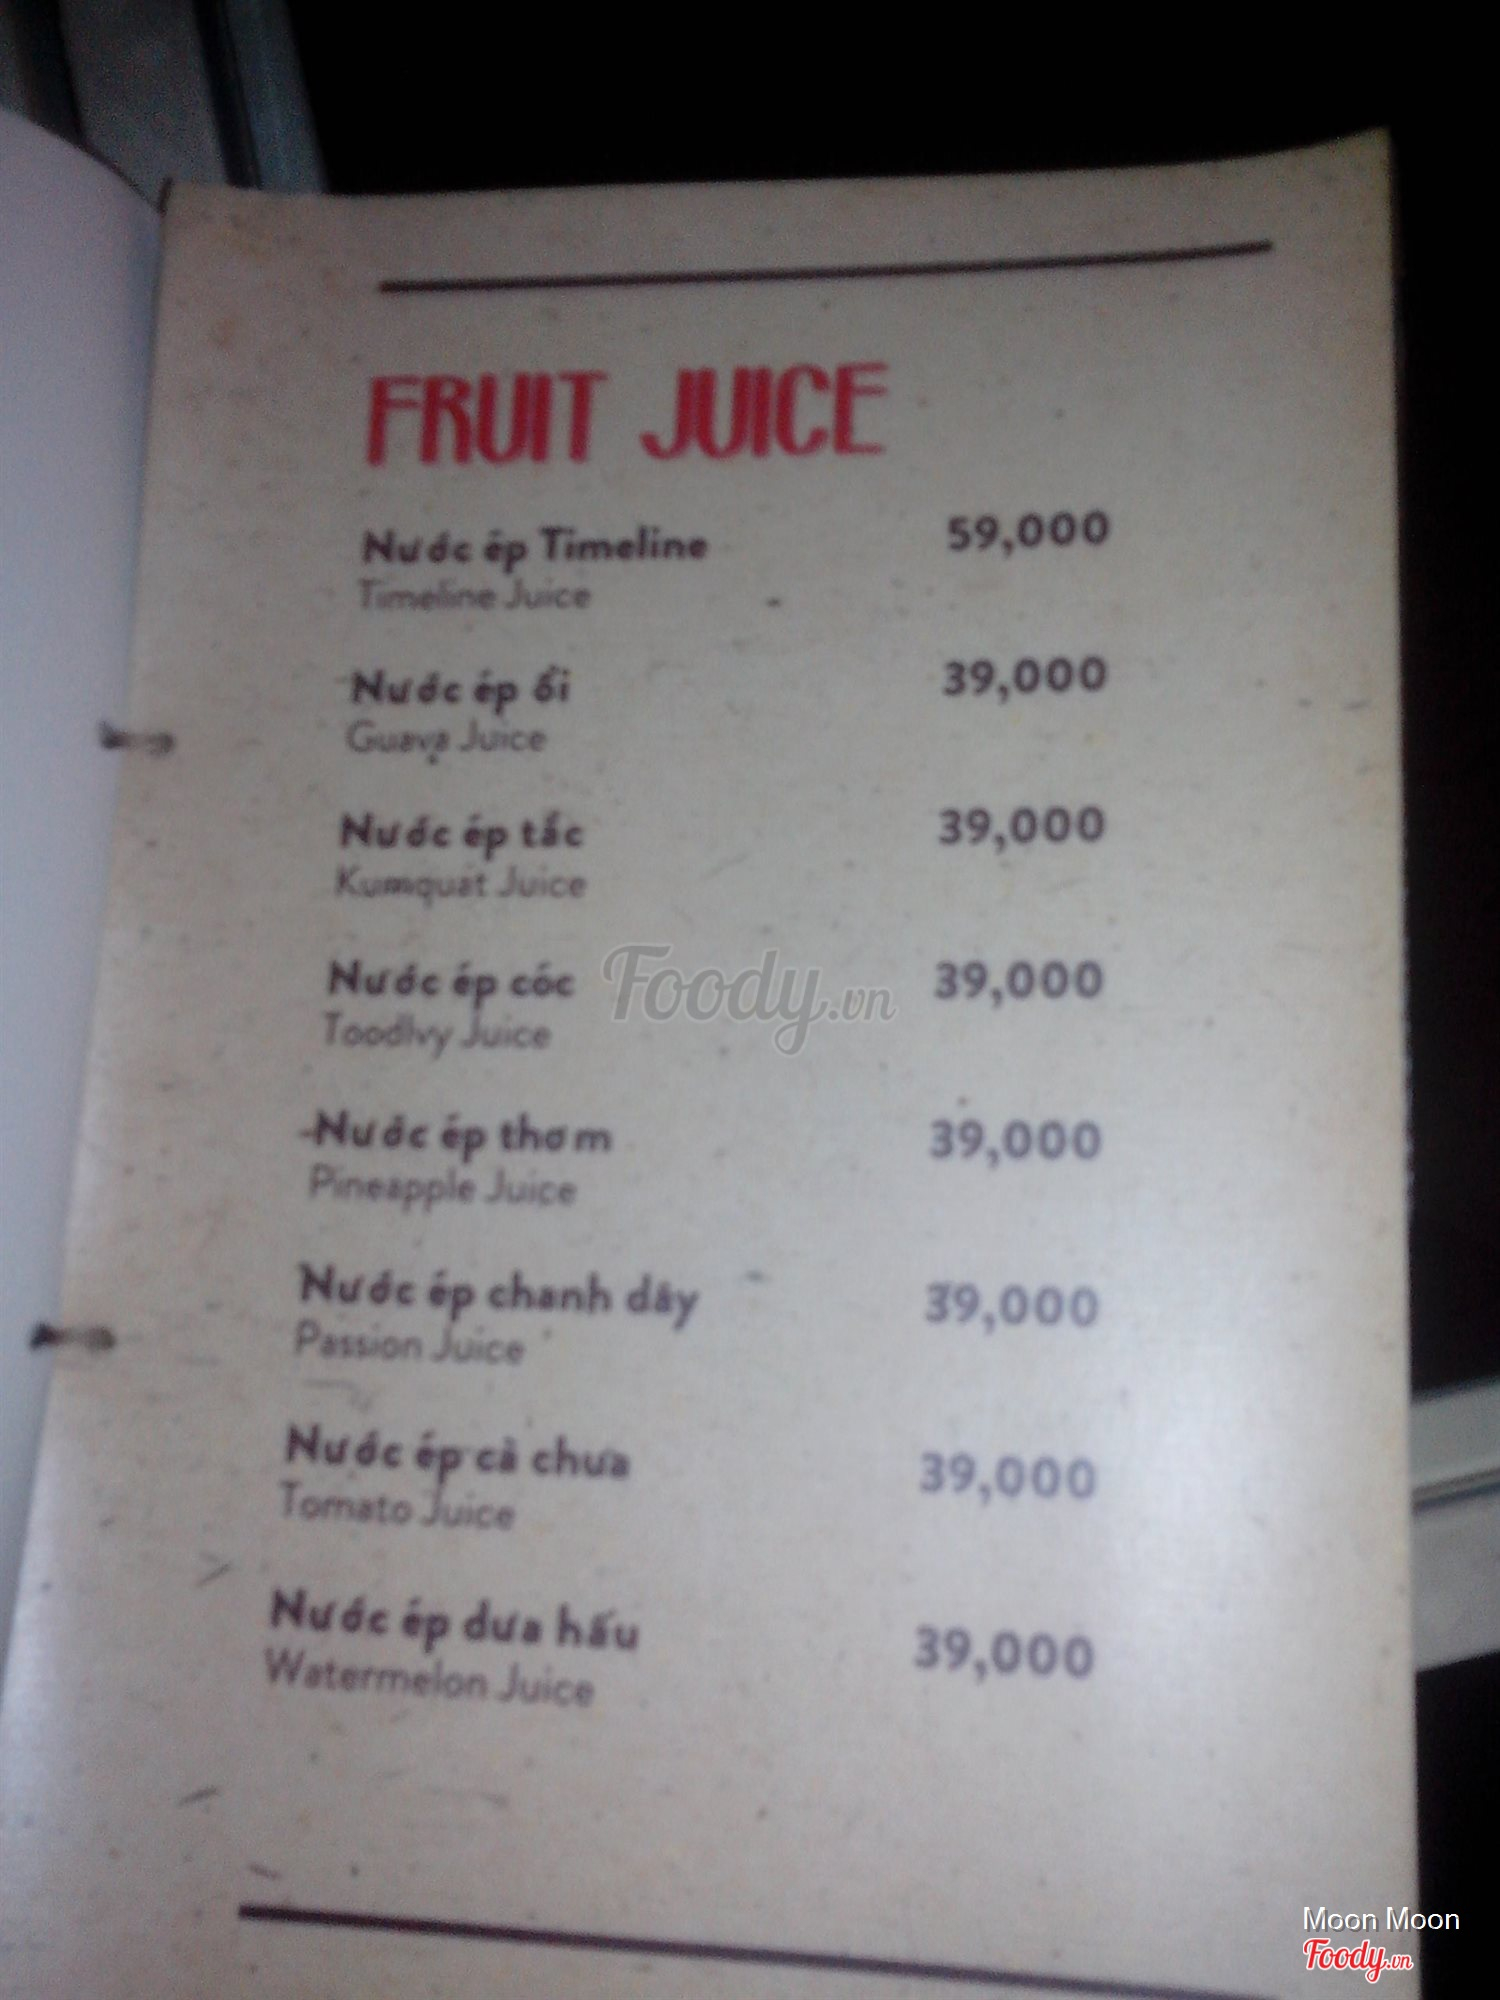 FRUIT JUICE
Nước ép Timeline 59,000
Timeline Juice
Nước ép ổi 39,000
Guava Juice
Nước ép tắc 39,000
Kumquat Juice
Nước ép cóc 39,000
ToodIvy Juice
Nước ép thơm 39,000
Pineapple Juice
Nước ép chanh dây 39,000
Passion Juice
Nước ép cà chua 39,000
Tomato Juice
Nước ép dưa hấu 39,000
Watermelon Juice
Foody.vn
Moon Moon
Foody.vn